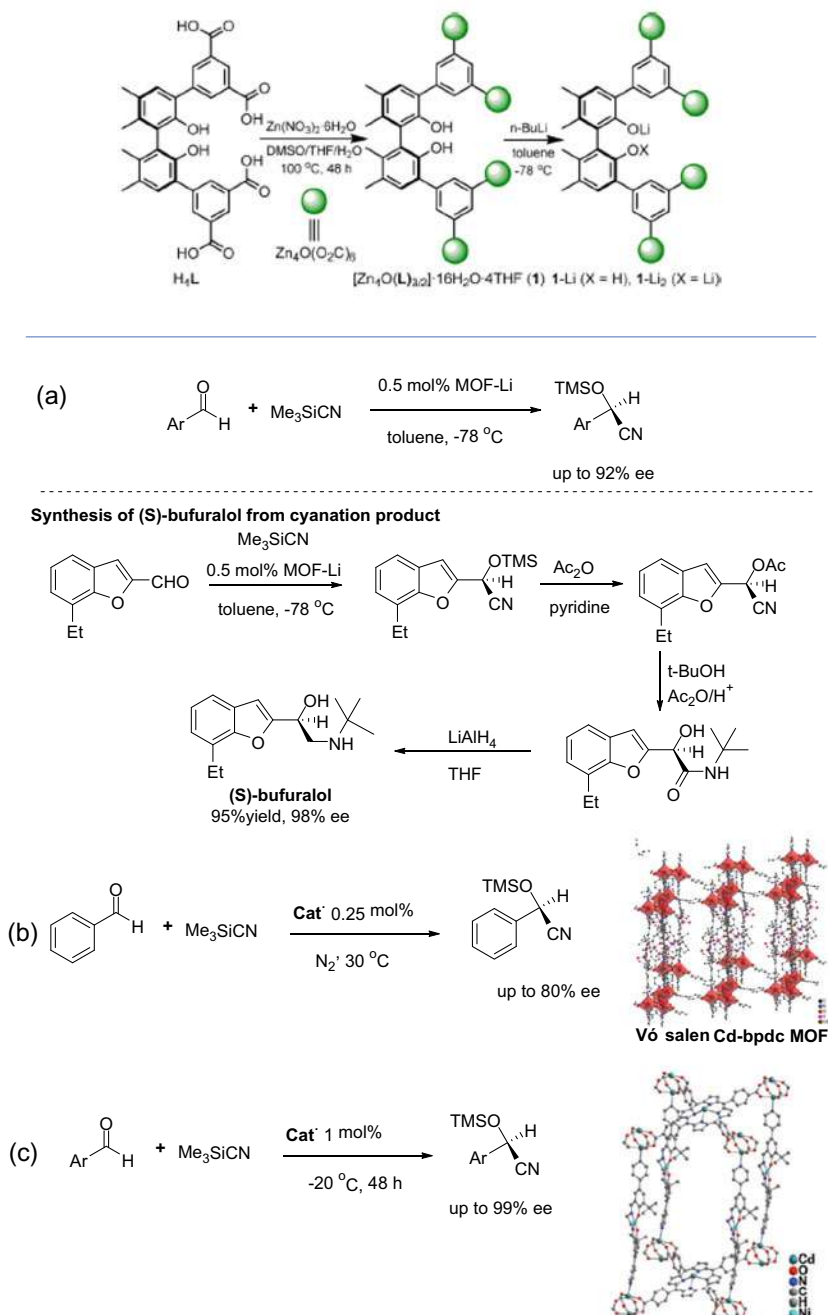 HO O
O
OH
OH
OH
OH
O
HO O
H₄L
Zn(NO₃)₂·6H₂O
DMSO/THF/H₂O
100 °C, 48 h
Zn₄O(O₂C)₆
OH
OH
n-BuLi
toluene
-78 °C
OLi
OX
[Zn₄O(L)₃/₂]·16H₂O·4THF (1) 1-Li (X = H), 1-Li₂ (X = Li)
(a)
O
Ar H
+ Me₃SiCN
0.5 mol% MOF-Li
toluene, -78 °C
TMSO H
Ar CN
up to 92% ee
Synthesis of (S)-bufuralol from cyanation product
O CHO
Et
Me₃SiCN
0.5 mol% MOF-Li
toluene, -78 °C
OTMS
H
O CN
Et
Ac₂O
pyridine
OAc
H
O CN
Et
t-BuOH
Ac₂O/H⁺
OH
H
O NH
O
Et
LiAlH₄
THF
OH
H
O NH
Et
(S)-bufuralol
95%yield, 98% ee
(b)
O
H
+ Me₃SiCN
Cat· 0.25 mol%
N₂' 30 °C
TMSO H
CN
up to 80% ee
Vó salen Cd-bpdc MOF
(c)
O
Ar H
+ Me₃SiCN
Cat· 1 mol%
-20 °C, 48 h
TMSO H
Ar CN
up to 99% ee
Cd
O
N
C
H
Ni